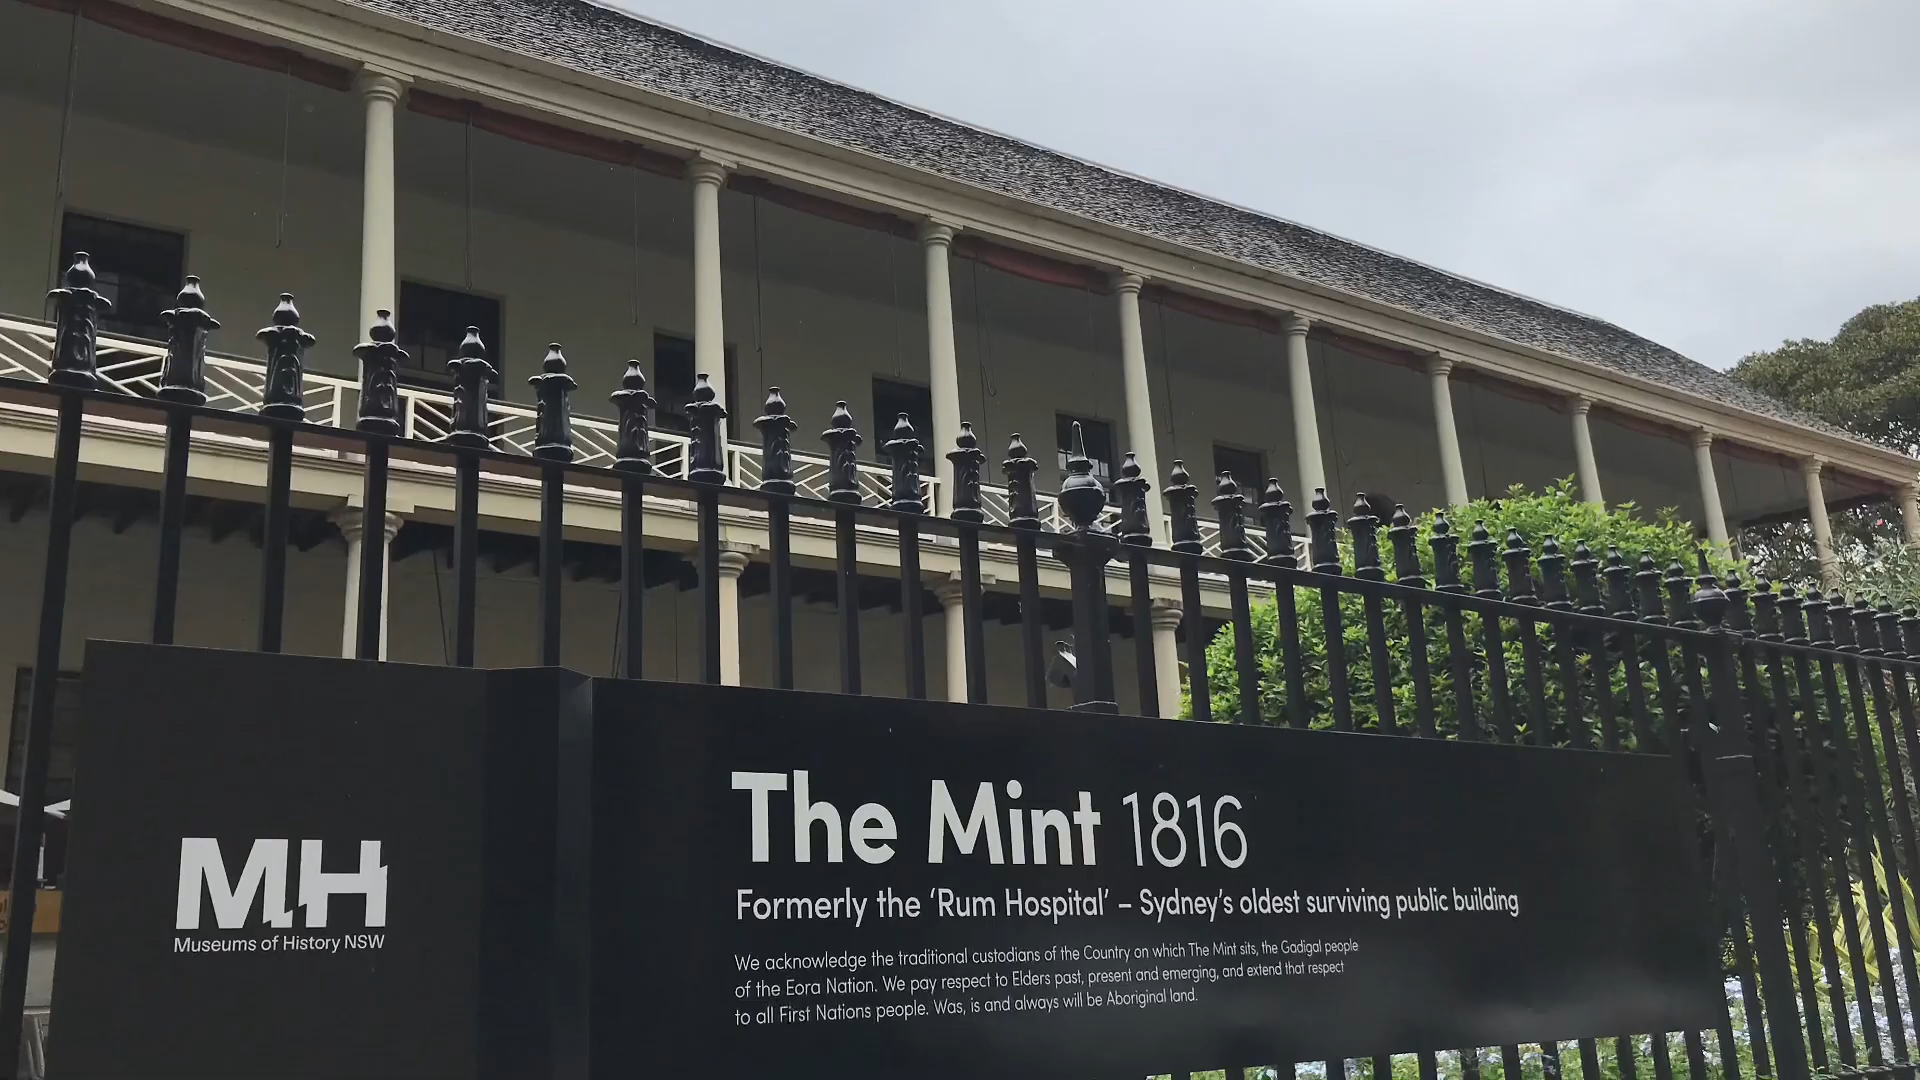 MH
Museums of History NSW
The Mint 1816
Formerly the ‘Rum Hospital’ – Sydney’s oldest surviving public building
We acknowledge the traditional custodians of the Country on which The Mint sits, the Gadigal people
of the Eora Nation. We pay respect to Elders past, present and emerging, and extend that respect
to all First Nations people. Was, is and always will be Aboriginal land.